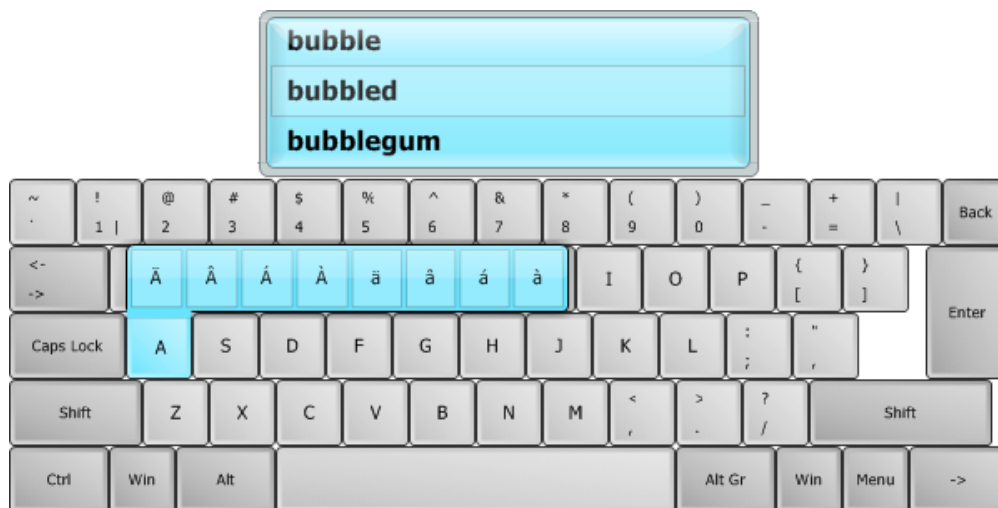 bubble
bubbled
bubblegum
~ ! @ # $ % ^ & * ( ) _ + |
` 1 | 2 3 4 5 6 7 8 9 0 - = \ Back
<- Ä Â Á À ä â á à I O P { }
-> [ ] Enter
Caps Lock A S D F G H J K L : "
; ,
Shift Z X C V B N M < > ? Shift
, . /
Ctrl Win Alt Alt Gr Win Menu ->